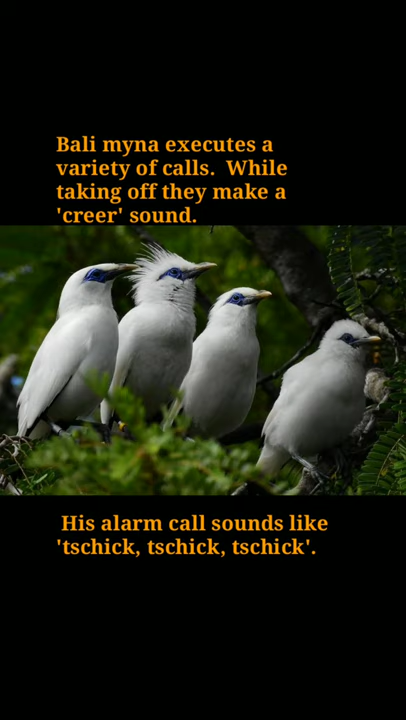 Bali myna executes a
variety of calls.  While
taking off they make a
'creer' sound.
His alarm call sounds like
'tschick, tschick, tschick'.